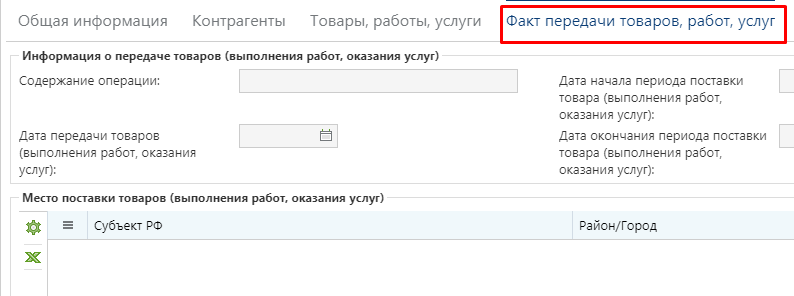 Общая информация Контрагенты Товары, работы, услуги Факт передачи товаров, работ, услуг
Информация о передаче товаров (выполнения работ, оказания услуг)
Содержание операции:
Дата начала периода поставки
товара (выполнения работ,
оказания услуг):
Дата передачи товаров
(выполнения работ, оказания
услуг):
Дата окончания периода поставки
товара (выполнения работ,
оказания услуг):
Место поставки товаров (выполнения работ, оказания услуг)
Субъект РФ Район/Город